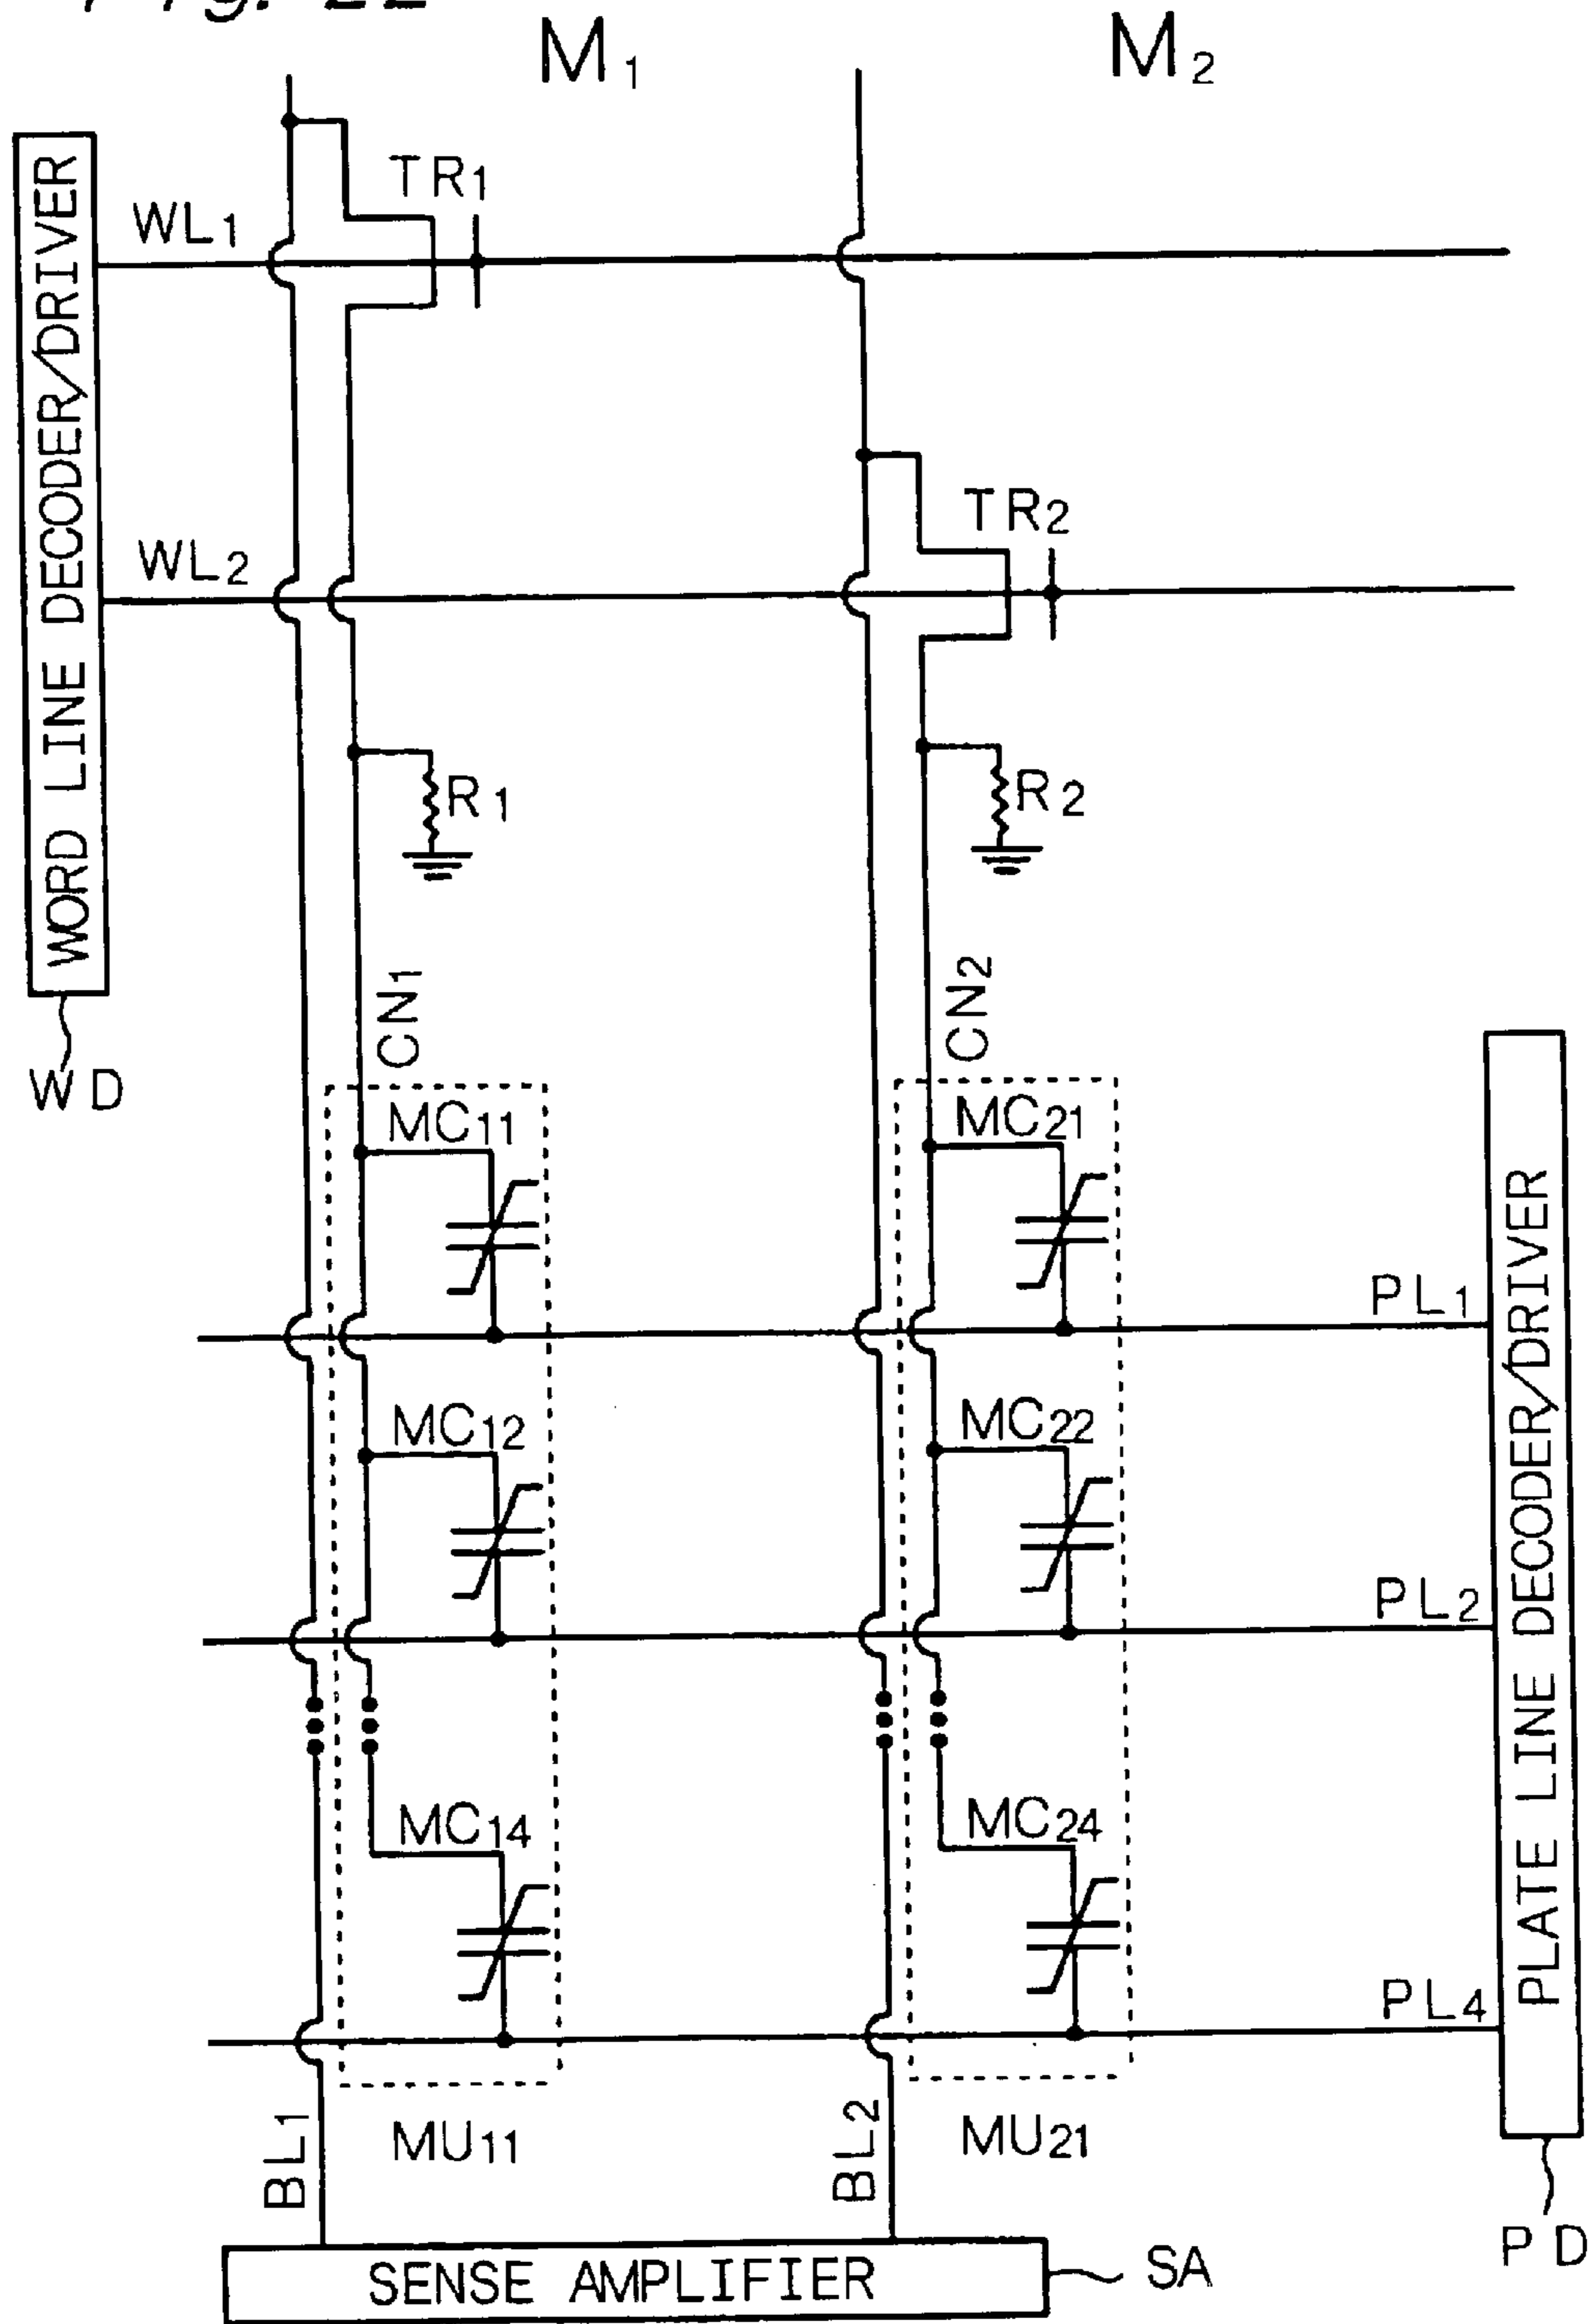 M1
M2
TR1
WL1
WORD LINE DECODER/DRIVER
TR2
WL2
R1
R2
CN1
CN2
WD
MC11
MC21
PL1
MC12
MC22
PL2
PLATE LINE DECODER/DRIVER
MC14
MC24
PL4
BL1
MU11
BL2
MU21
PD
SENSE AMPLIFIER
SA